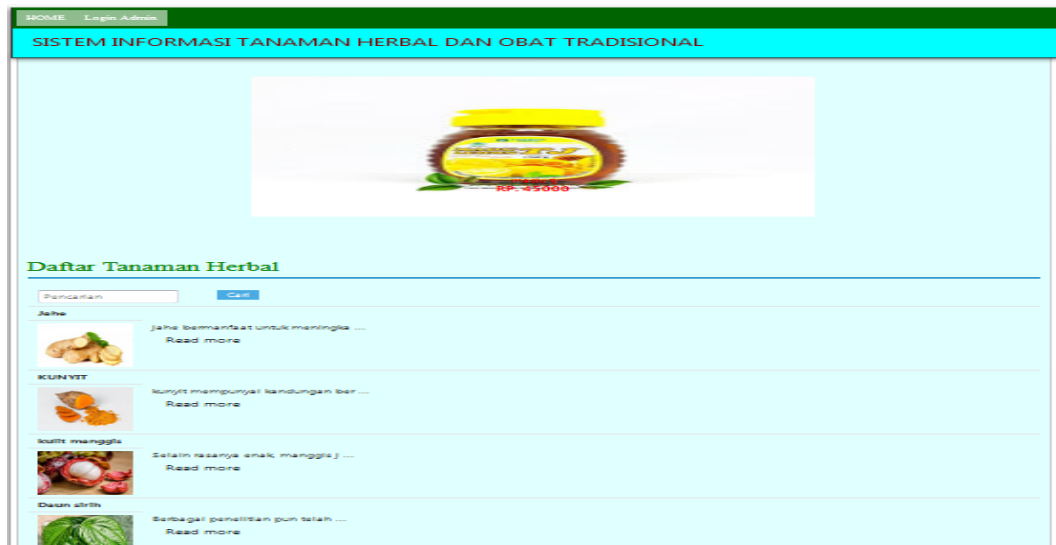 HOME Login Admin
SISTEM INFORMASI TANAMAN HERBAL DAN OBAT TRADISIONAL
RP. 45000
Daftar Tanaman Herbal
Pencarian Cari
Jahe
Jahe bermanfaat untuk meningka ...
Read more
KUNYIT
kunyit mempunyai kandungan ber ...
Read more
kulit manggis
Selain rasanya enak, manggis j ...
Read more
Daun sirih
Berbagai penelitian pun telah ...
Read more